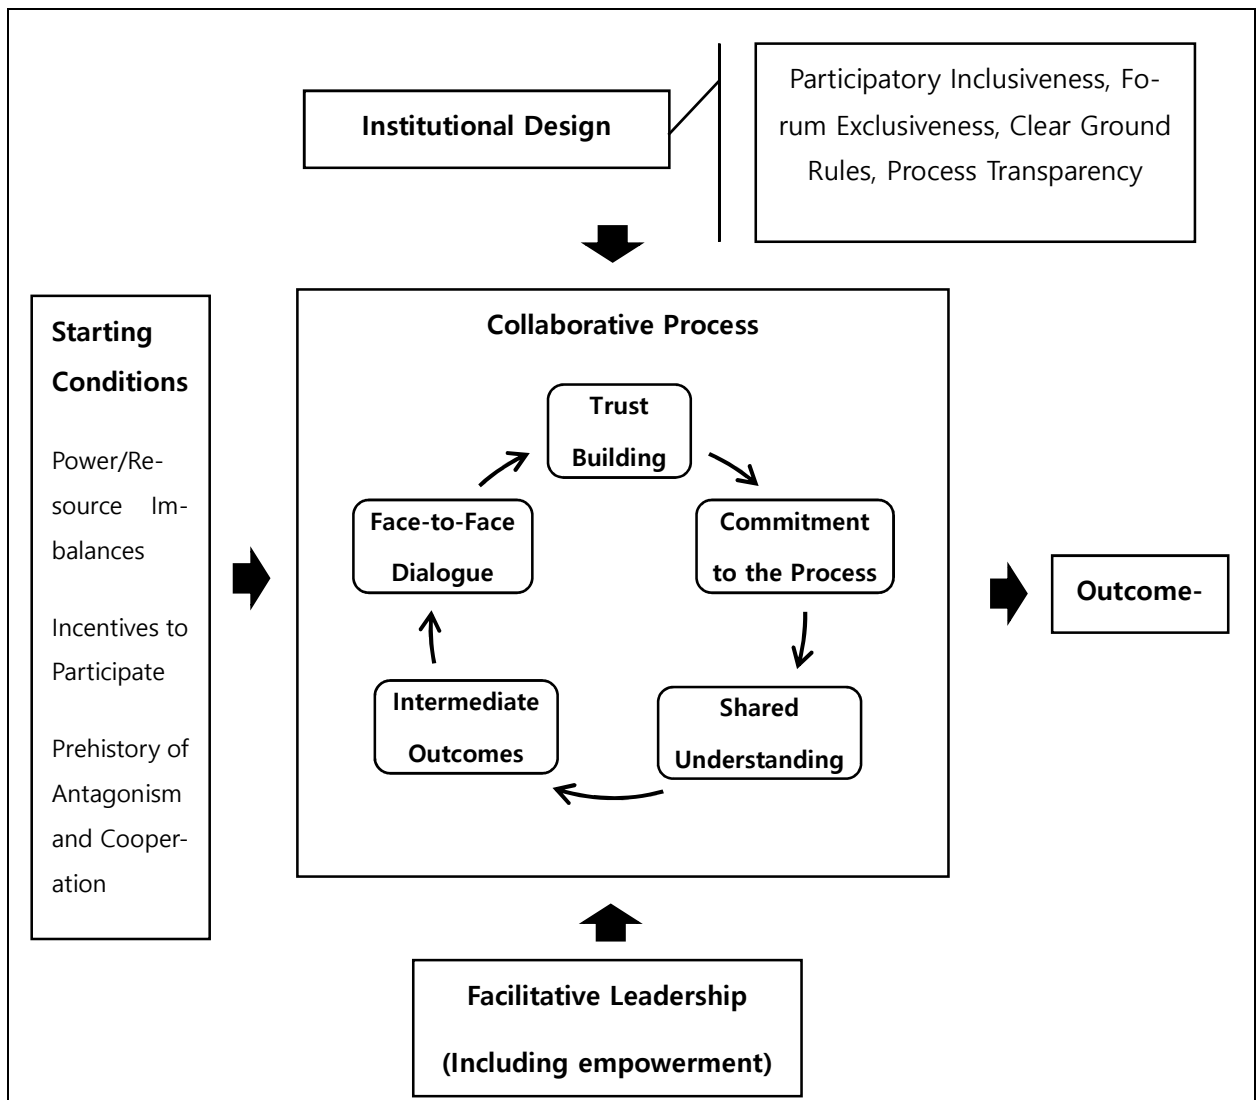 Institutional Design
Participatory Inclusiveness, Fo-
rum Exclusiveness, Clear Ground
Rules, Process Transparency
Starting
Conditions
Power/Re-
source Im-
balances
Incentives to
Participate
Prehistory of
Antagonism
and Cooper-
ation
Collaborative Process
Trust
Building
Face-to-Face
Dialogue
Commitment
to the Process
Intermediate
Outcomes
Shared
Understanding
Outcome-
Facilitative Leadership
(Including empowerment)